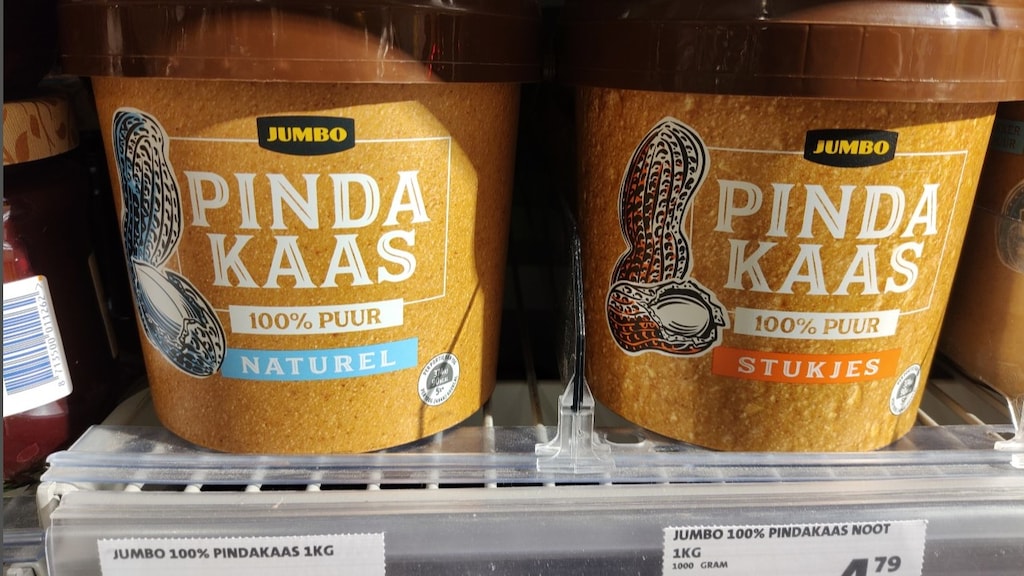 JUMBO
PINDA
KAAS
100% PUUR
NATUREL
JUMBO
PINDA
KAAS
100% PUUR
STUKJES
JUMBO 100% PINDAKAAS 1KG
JUMBO 100% PINDAKAAS NOOT
1KG
1000 GRAM
4.79